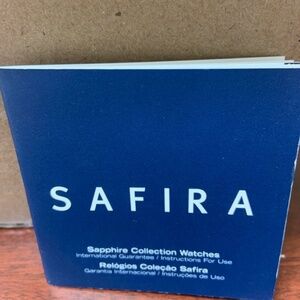 SAFIRA
Sapphire Collection Watches
International Guarantee / Instructions For Use
Relógios Coleção Safira
Garantia Internacional / Instruções de Uso